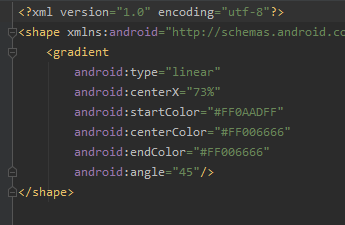 <?xml version="1.0" encoding="utf-8"?>
<shape xmlns:android="http://schemas.android.co
<gradient
android:type="linear"
android:centerX="73%"
android:startColor="#FF0AADFF"
android:centerColor="#FF006666"
android:endColor="#FF006666"
android:angle="45"/>
</shape>